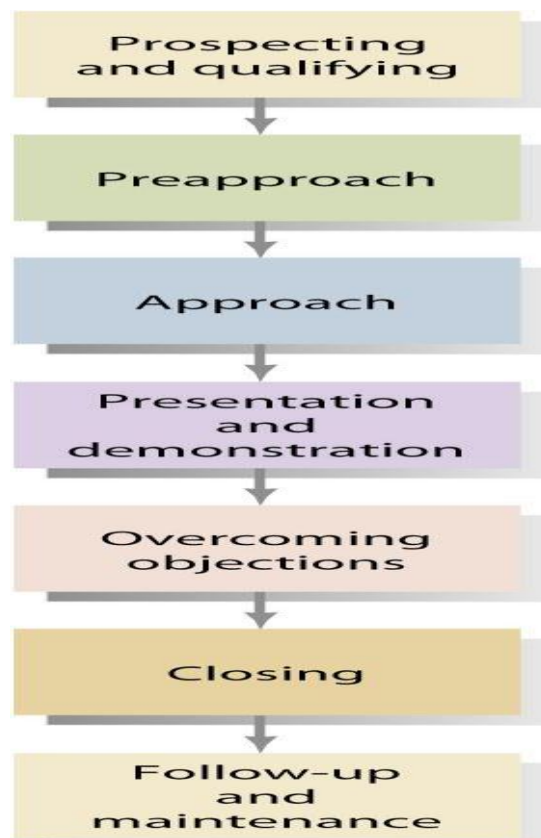 Prospecting
and qualifying
Preapproach
Approach
Presentation
and
demonstration
Overcoming
objections
Closing
Follow-up
and
maintenance